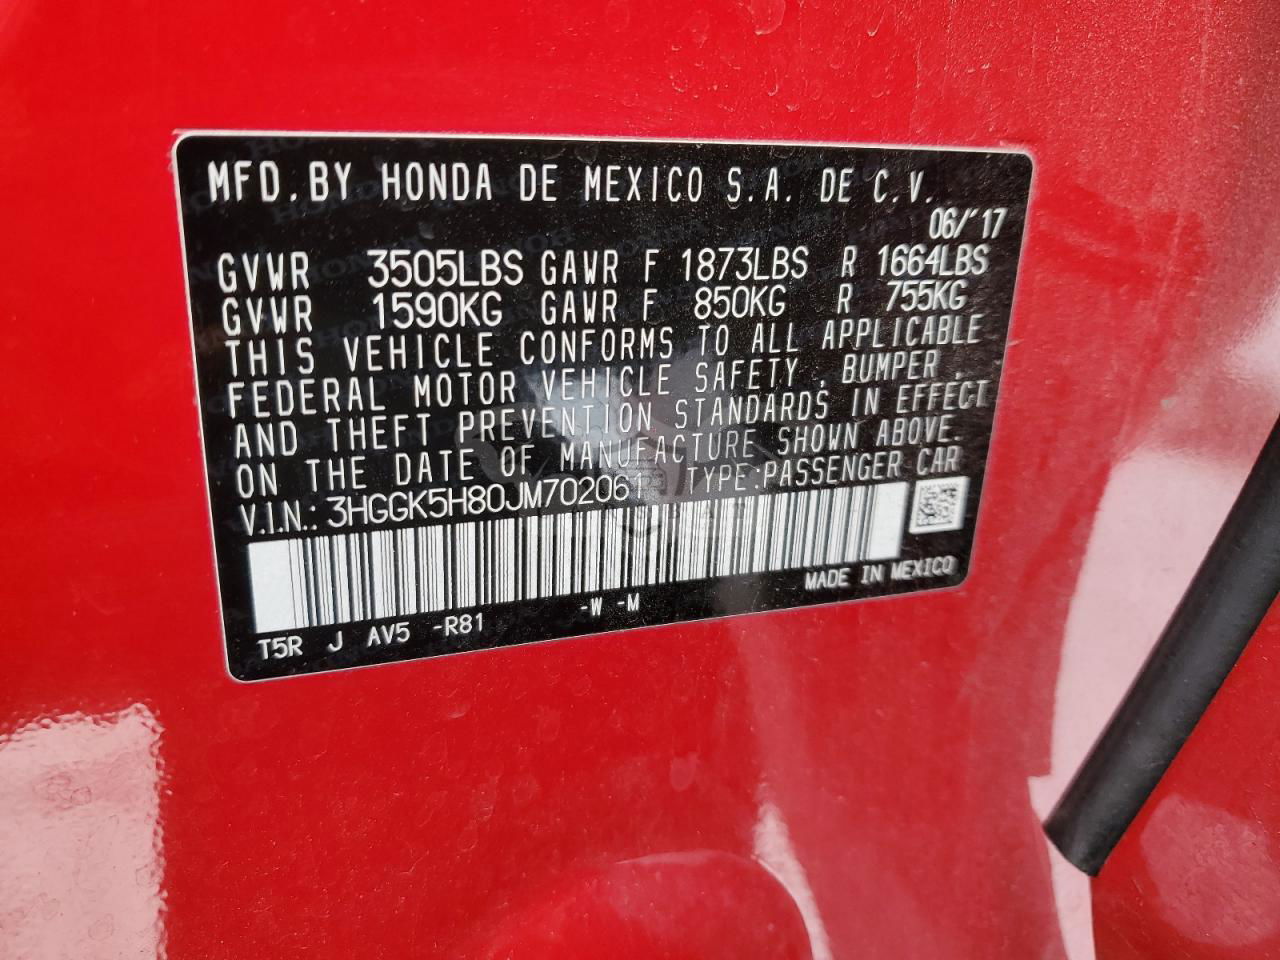 MFD. BY HONDA DE MEXICO S.A. DE C.V.
06/'17
GVWR 3505LBS GAWR F 1873LBS R 1664LBS
GVWR 1590KG GAWR F 850KG R 755KG
THIS VEHICLE CONFORMS TO ALL APPLICABLE
FEDERAL MOTOR VEHICLE SAFETY, BUMPER,
AND THEFT PREVENTION STANDARDS IN EFFECT
ON THE DATE OF MANUFACTURE SHOWN ABOVE.
V.I.N.: 3HGGK5H80JM702061 TYPE:PASSENGER CAR
MADE IN MEXICO
T5R J AV5 -R81 -W -M